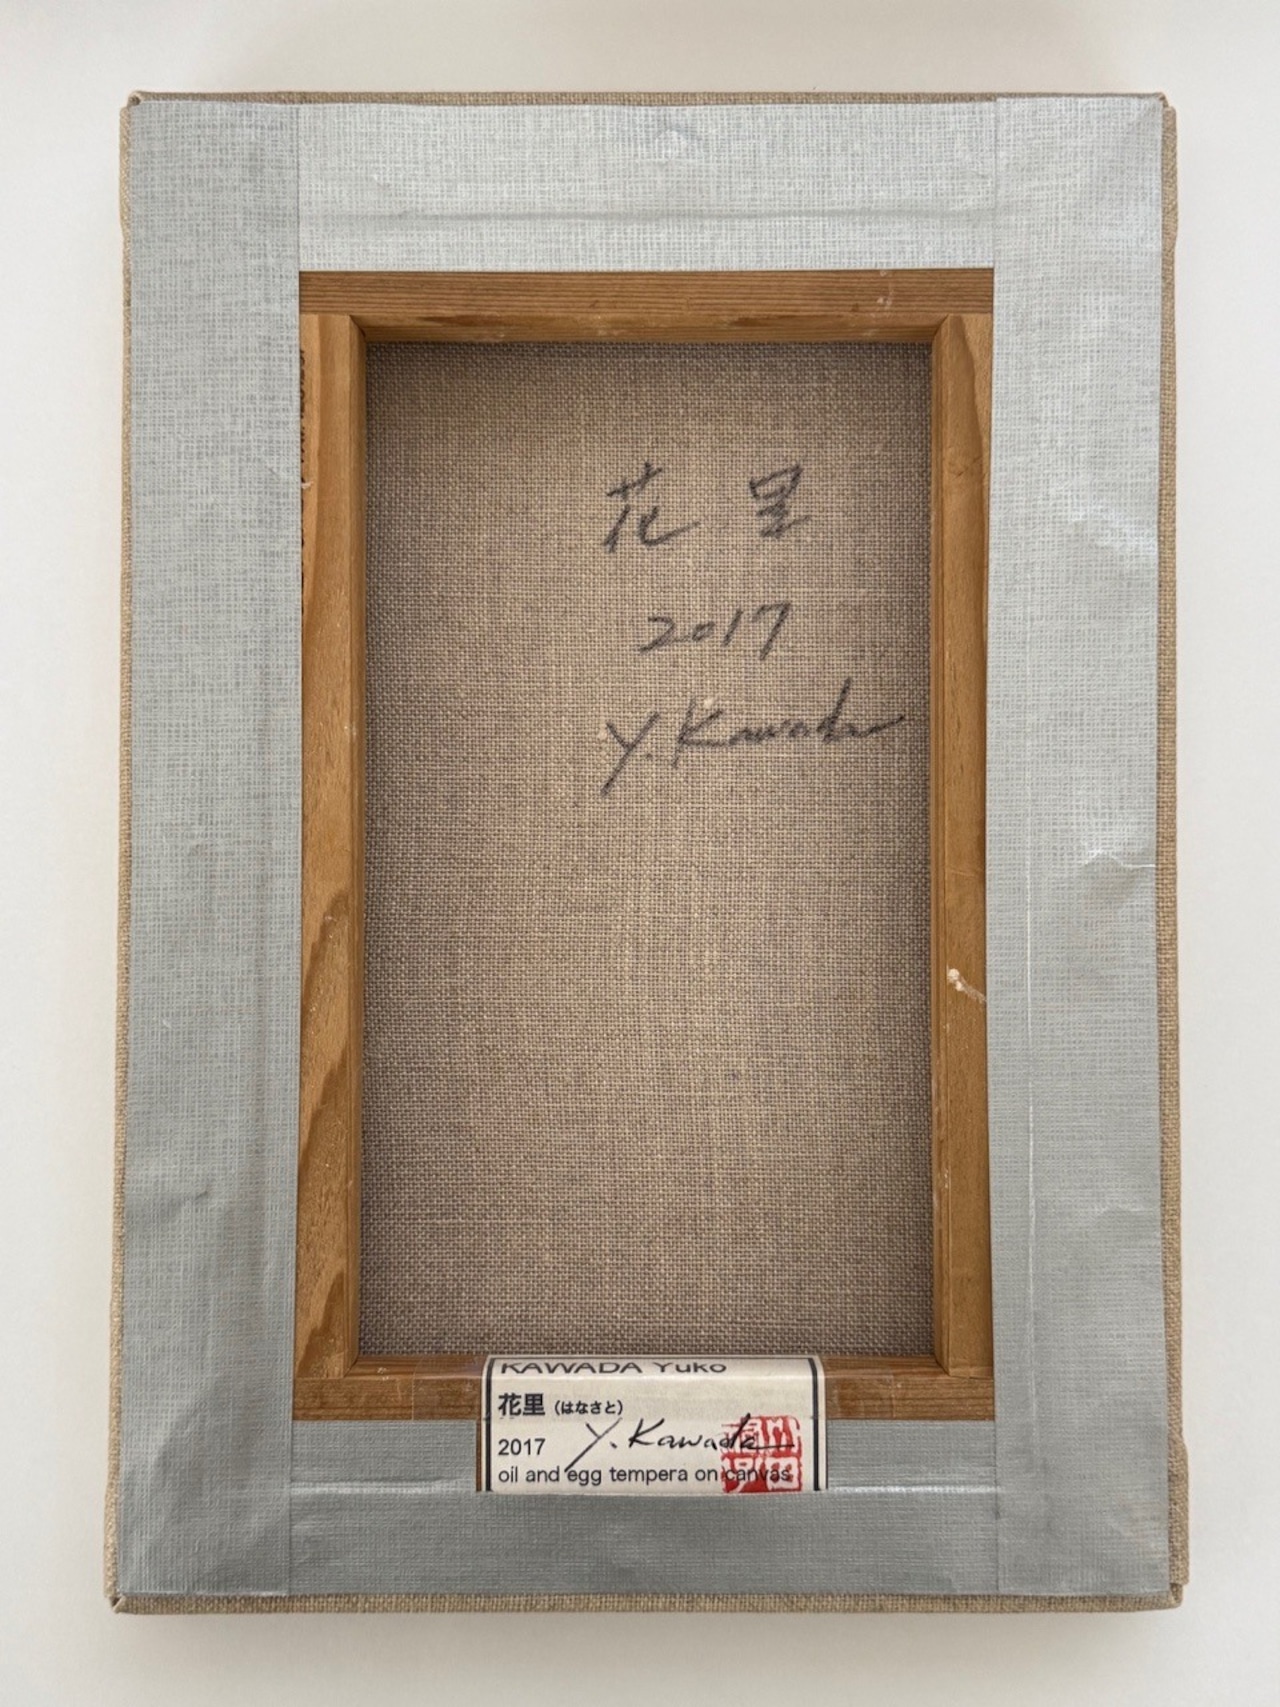 花里
2017
Y. Kawada
KAWADA Yuko
花里 (はなさと)
2017 Y. Kawada
oil and egg tempera on canvas